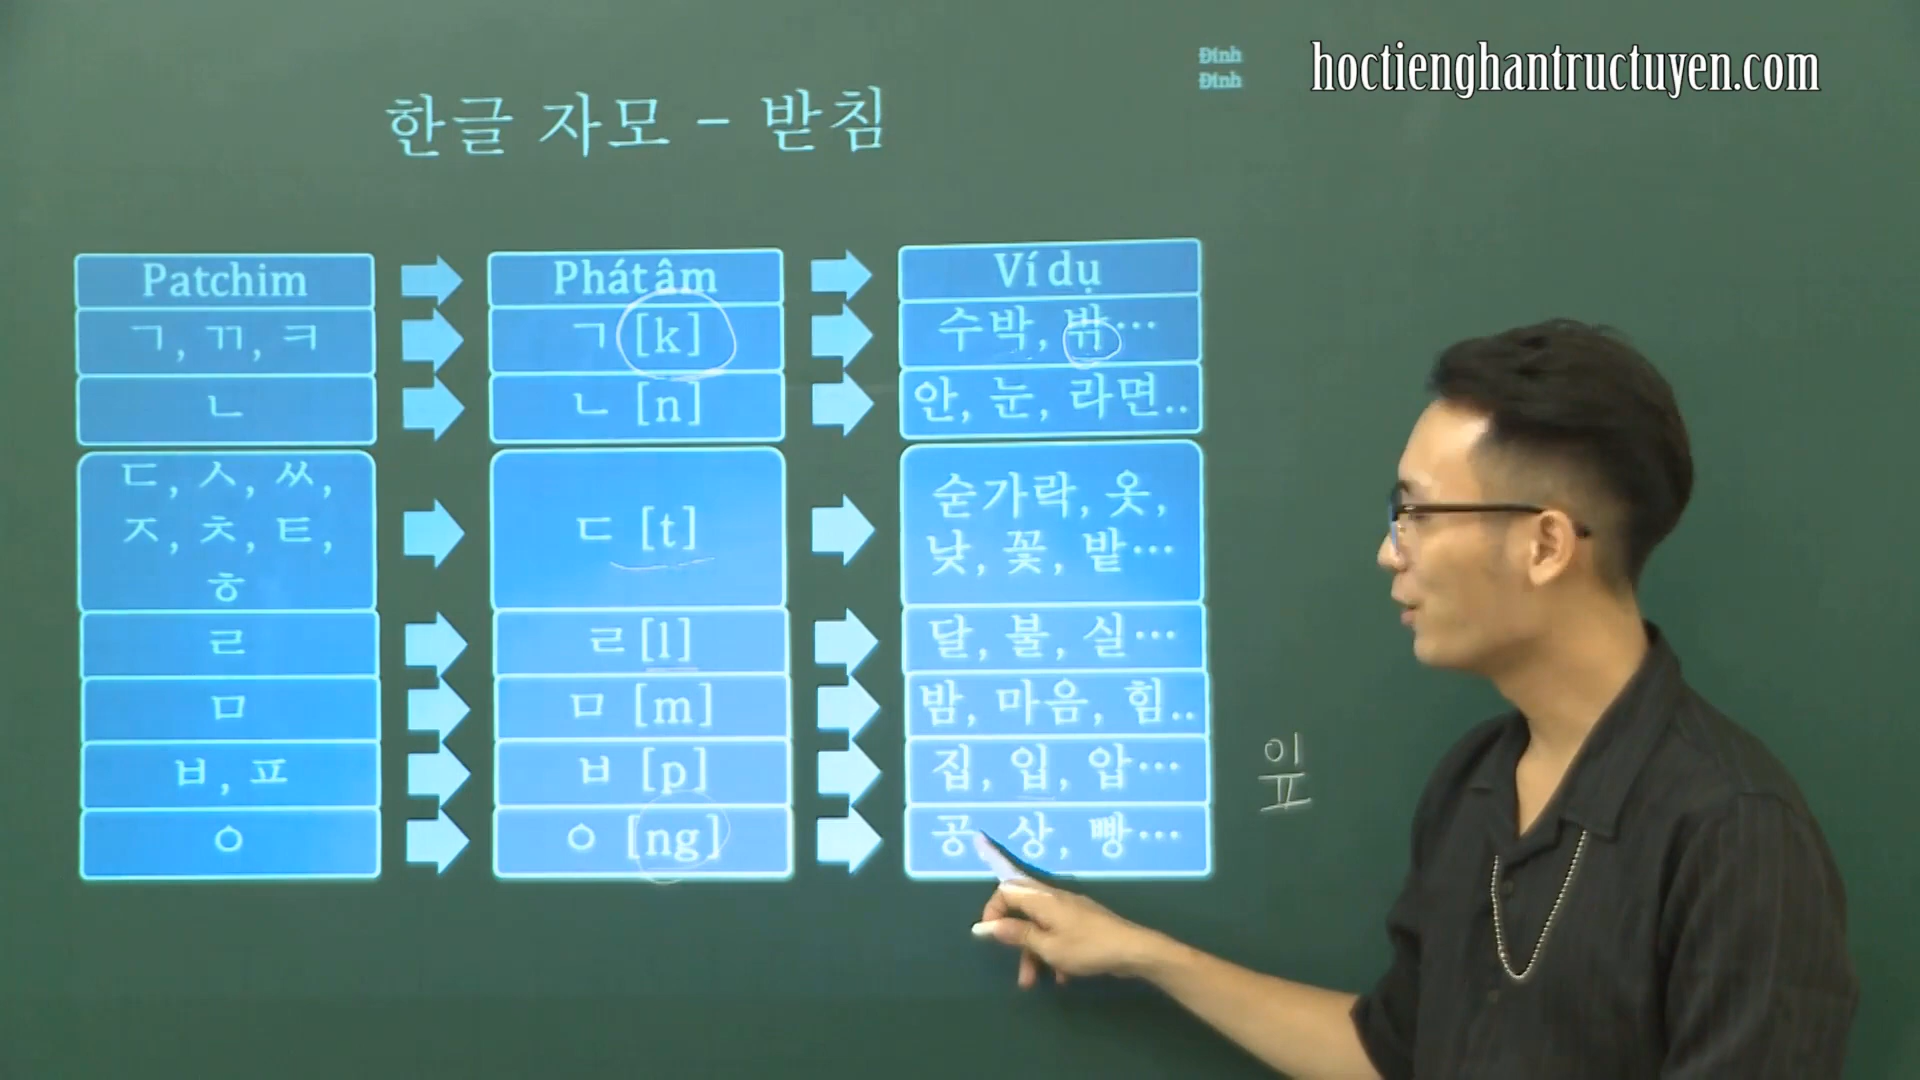 Đính
Đính
hoctienghantructuyen.com
한글 자모 - 받침
Patchim
Phát âm
Ví dụ
ㄱ, ㄲ, ㅋ
ㄱ [k]
수박, 밖...
ㄴ
ㄴ [n]
안, 눈, 라면..
ㄷ, ㅅ, ㅆ,
ㅈ, ㅊ, ㅌ,
ㅎ
ㄷ [t]
숟가락, 옷,
낮, 꽃, 밭...
ㄹ
ㄹ [l]
달, 불, 실...
ㅁ
ㅁ [m]
밤, 마음, 힘..
ㅂ, ㅍ
ㅂ [p]
집, 입, 압...
잎
ㅇ
ㅇ [ng]
공, 상, 빵...